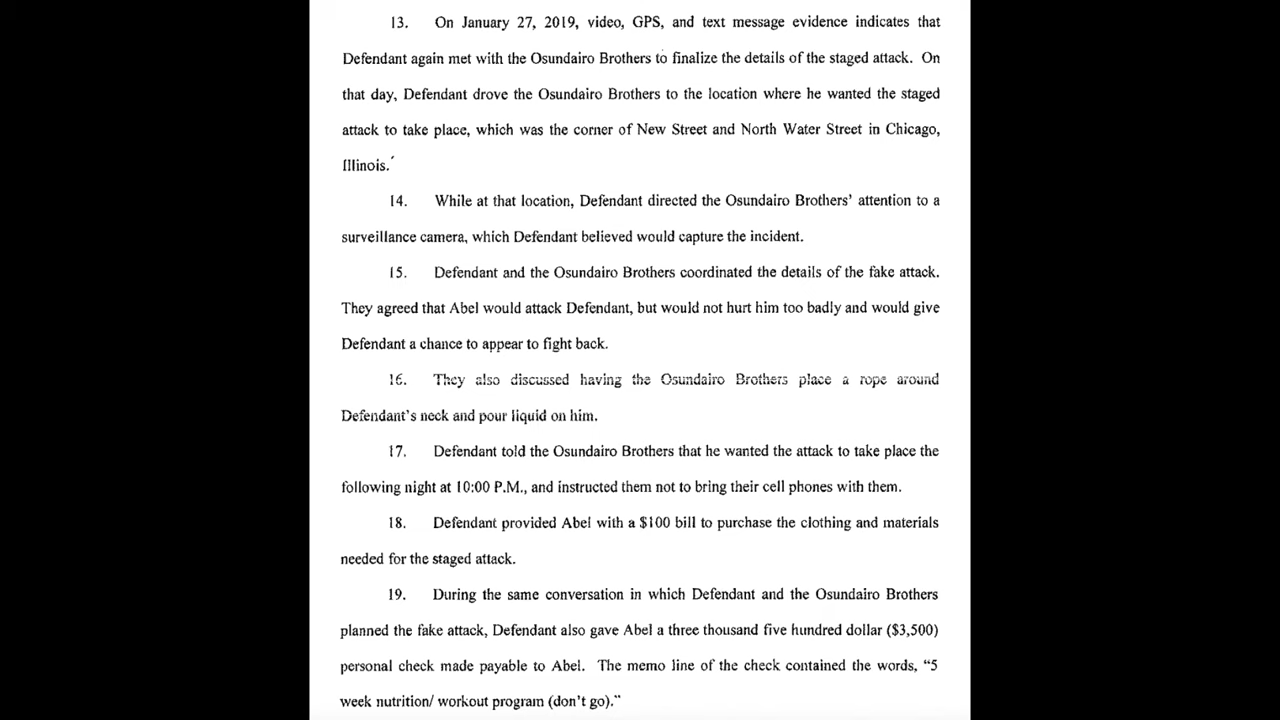 13. On January 27, 2019, video, GPS, and text message evidence indicates that
Defendant again met with the Osundairo Brothers to finalize the details of the staged attack. On
that day, Defendant drove the Osundairo Brothers to the location where he wanted the staged
attack to take place, which was the corner of New Street and North Water Street in Chicago,
Illinois.
14. While at that location, Defendant directed the Osundairo Brothers' attention to a
surveillance camera, which Defendant believed would capture the incident.
15. Defendant and the Osundairo Brothers coordinated the details of the fake attack.
They agreed that Abel would attack Defendant, but would not hurt him too badly and would give
Defendant a chance to appear to fight back.
16. They also discussed having the Osundairo Brothers place a rope around
Defendant's neck and pour liquid on him.
17. Defendant told the Osundairo Brothers that he wanted the attack to take place the
following night at 10:00 P.M., and instructed them not to bring their cell phones with them.
18. Defendant provided Abel with a $100 bill to purchase the clothing and materials
needed for the staged attack.
19. During the same conversation in which Defendant and the Osundairo Brothers
planned the fake attack, Defendant also gave Abel a three thousand five hundred dollar ($3,500)
personal check made payable to Abel. The memo line of the check contained the words, "5
week nutrition/ workout program (don't go)."